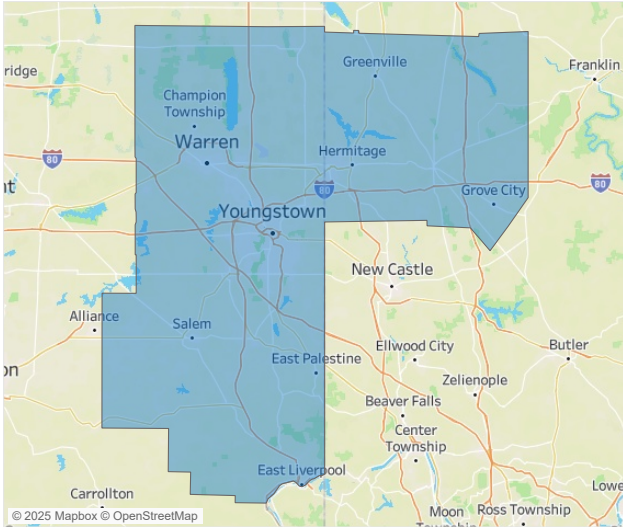 Franklin
Greenville
ridge
Champion
Township
Warren
80
Hermitage
80
80
nt
Grove City
Youngstown
New Castle
Alliance
Salem
Ellwood City
Butler
on
East Palestine
Zelienople
Beaver Falls
Center
Township
East Liverpool
Carrollton
Lowe
Moon
Township
Ross Township
© 2025 Mapbox © OpenStreetMap